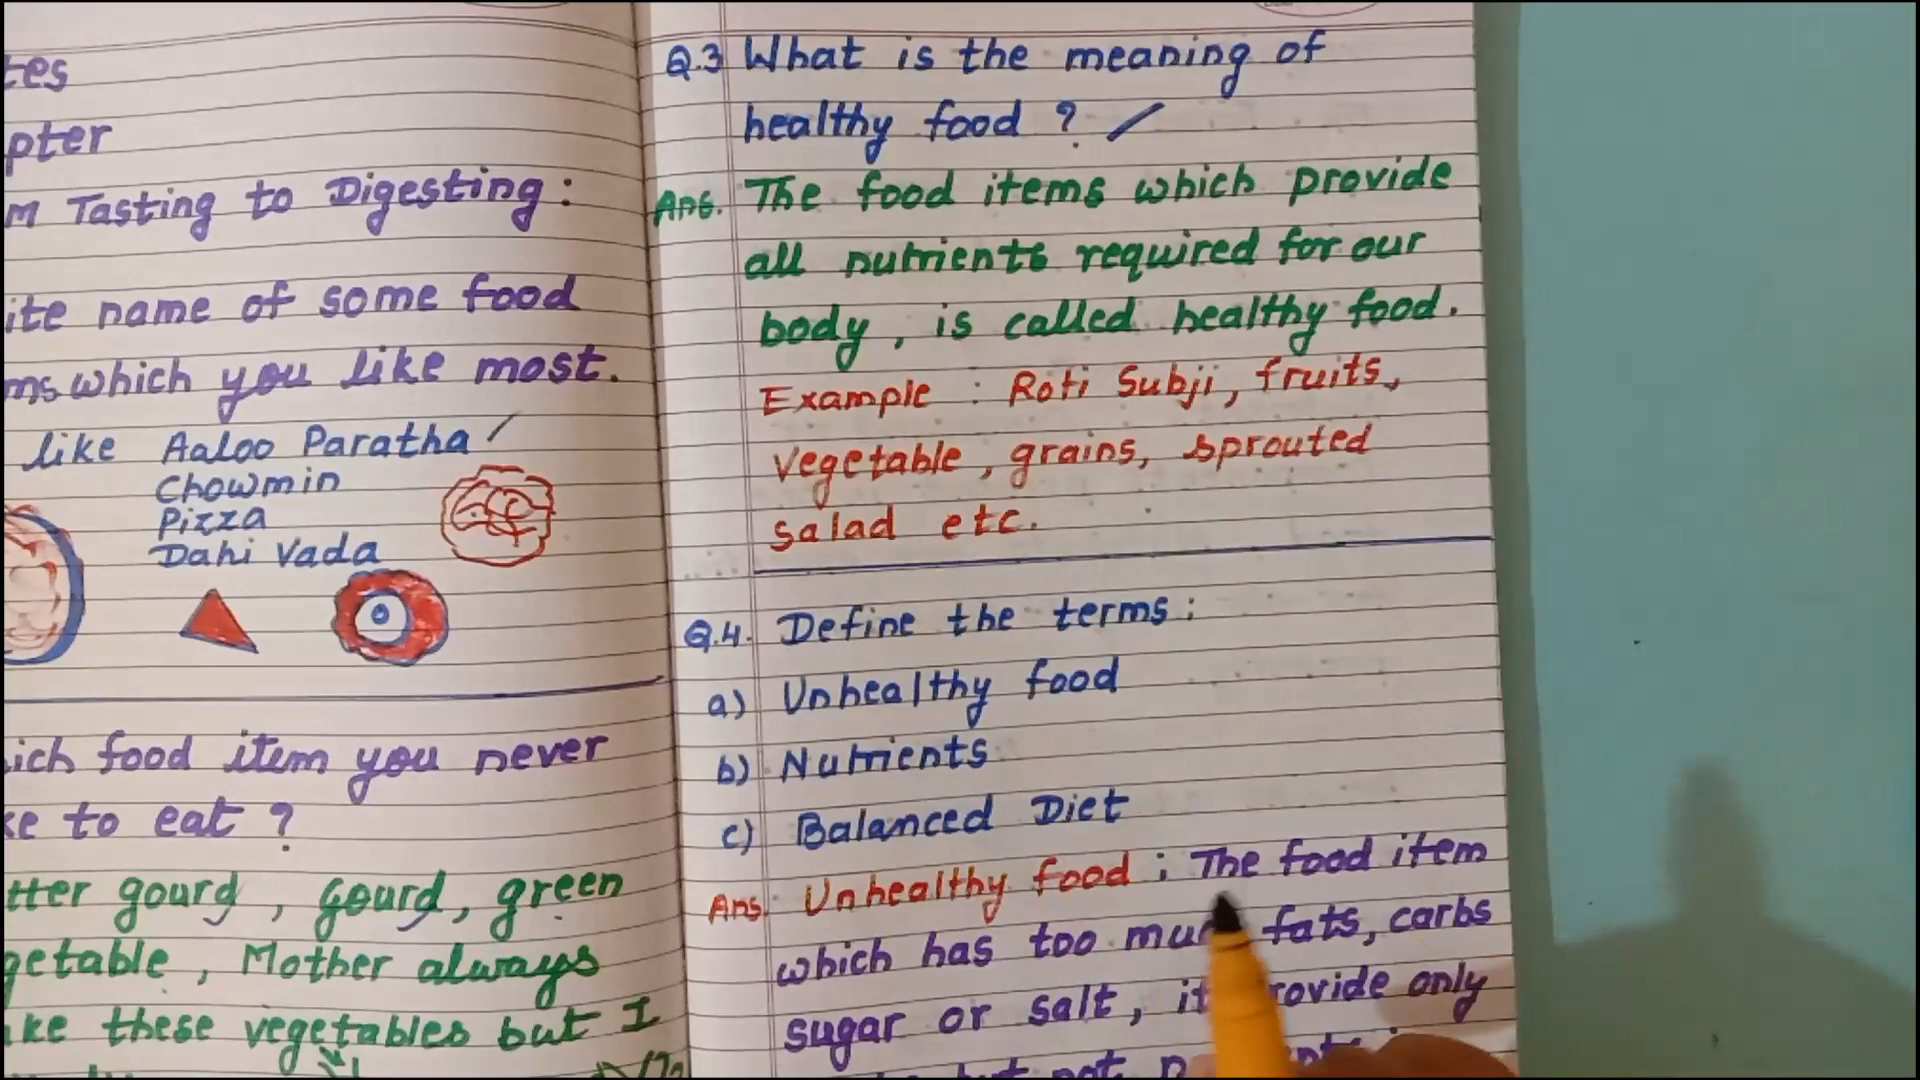 tes
pter
m Tasting to Digesting :
ite name of some food
ms which you like most.
like Aaloo Paratha
Chowmin
Pizza
Dahi Vada
ich food item you never
ke to eat ?
tter gourd, gourd, green
getable, Mother always
ke these vegetables but I
Q.3 What is the meaning of
healthy food ?
Ans. The food items which provide
all nutrients required for our
body, is called healthy food.
Example : Roti Subji, fruits,
vegetable, grains, sprouted
salad etc.
Q.4. Define the terms :
a) Unhealthy food
b) Nutrients
c) Balanced Diet
Ans. Unhealthy food : The food item
which has too fats, carbs
sugar or salt, only
but not